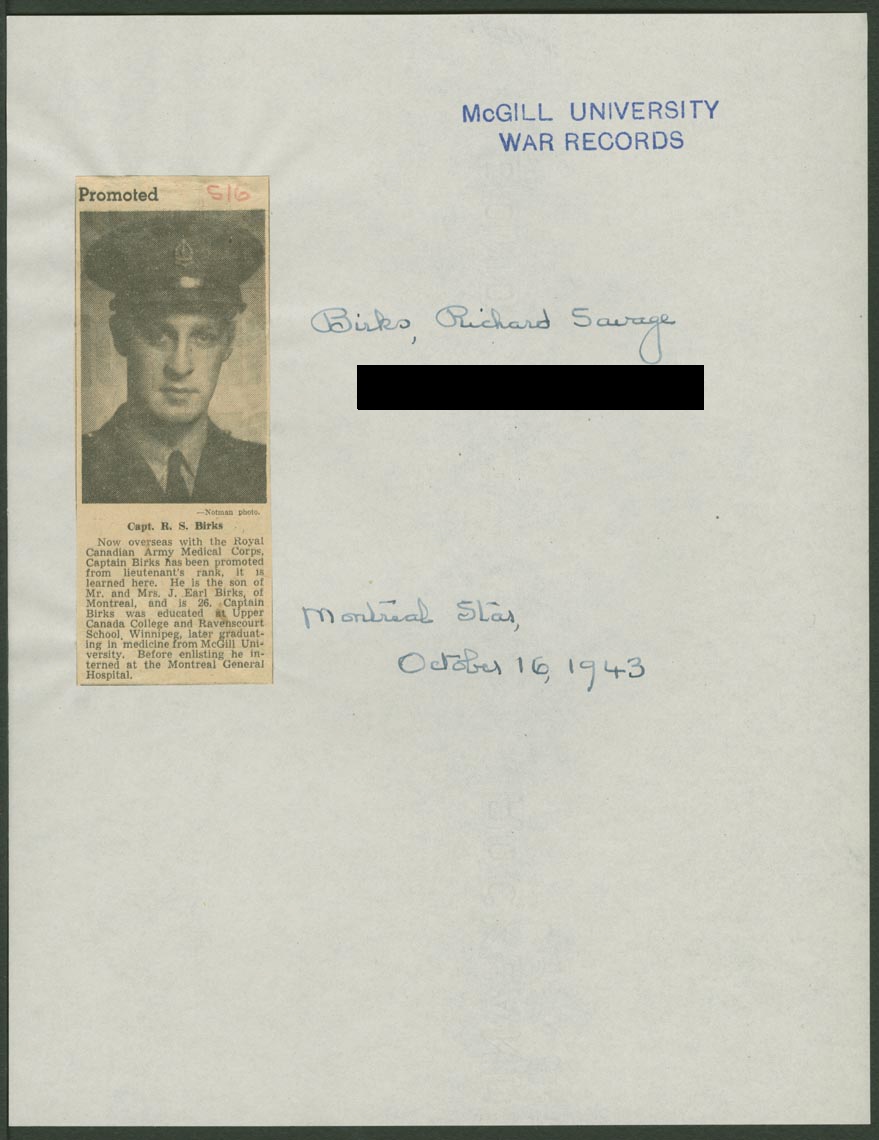 McGILL UNIVERSITY
WAR RECORDS
Promoted
516
—Notman photo.
Capt. R. S. Birks
Now overseas with the Royal
Canadian Army Medical Corps,
Captain Birks has been promoted
from lieutenant's rank, it is
learned here. He is the son of
Mr. and Mrs. J. Earl Birks, of
Montreal, and is 26. Captain
Birks was educated at Upper
Canada College and Ravenscourt
School, Winnipeg, later graduat-
ing in medicine from McGill Uni-
versity. Before enlisting he in-
terned at the Montreal General
Hospital.
Birks, Richard Savage
Montreal Star,
October 16, 1943